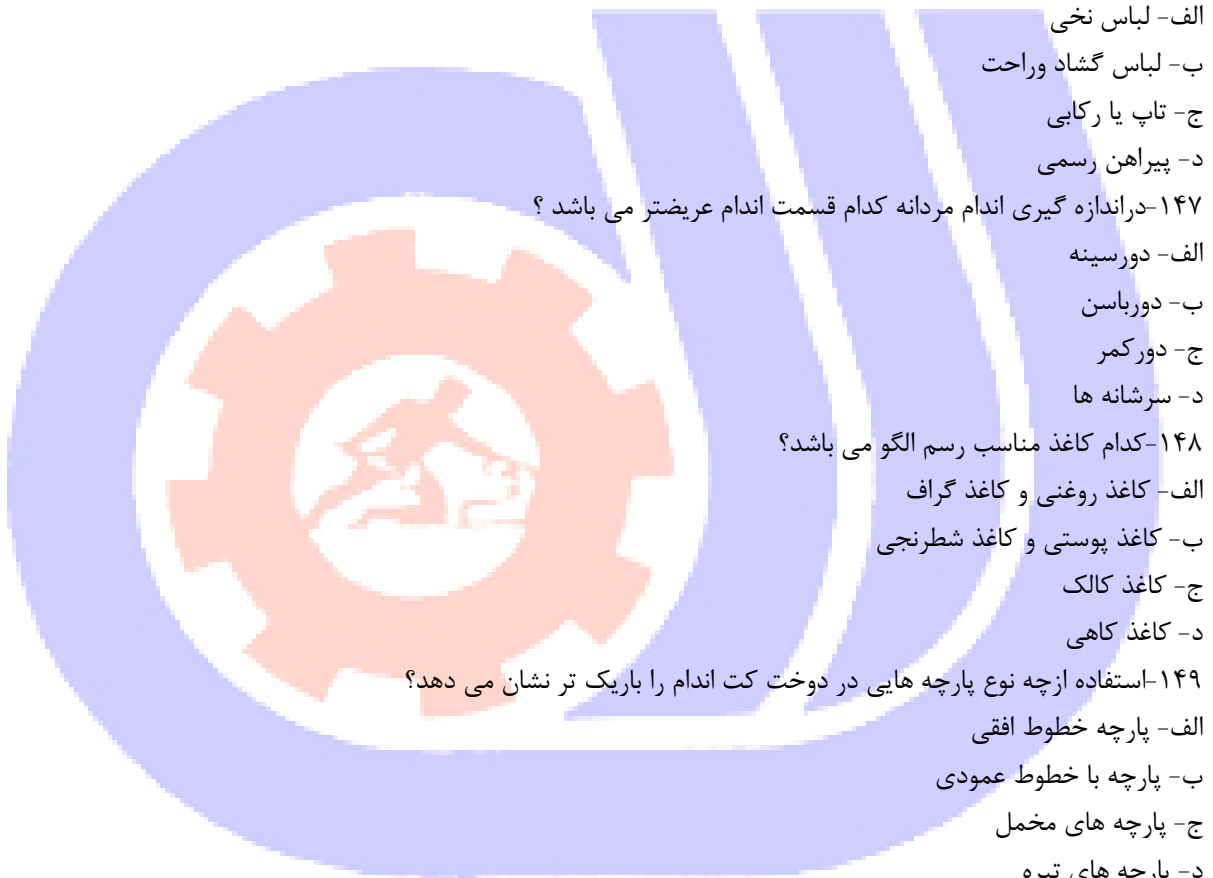 الف- لباس نخی
ب- لباس گشاد وراحت
ج- تاپ یا رکابی
د- پیراهن رسمی
۱۴۷-دراندازه گیری اندام مردانه کدام قسمت اندام عریضتر می باشد ؟
الف- دورسینه
ب- دورباسن
ج- دورکمر
د- سرشانه ها
۱۴۸-کدام کاغذ مناسب رسم الگو می باشد؟
الف- کاغذ روغنی و کاغذ گراف
ب- کاغذ پوستی و کاغذ شطرنجی
ج- کاغذ کالک
د- کاغذ کاهی
۱۴۹-استفاده ازچه نوع پارچه هایی در دوخت کت اندام را باریک تر نشان می دهد؟
الف- پارچه خطوط افقی
ب- پارچه با خطوط عمودی
ج- پارچه های مخمل
د- پارچه های تیره